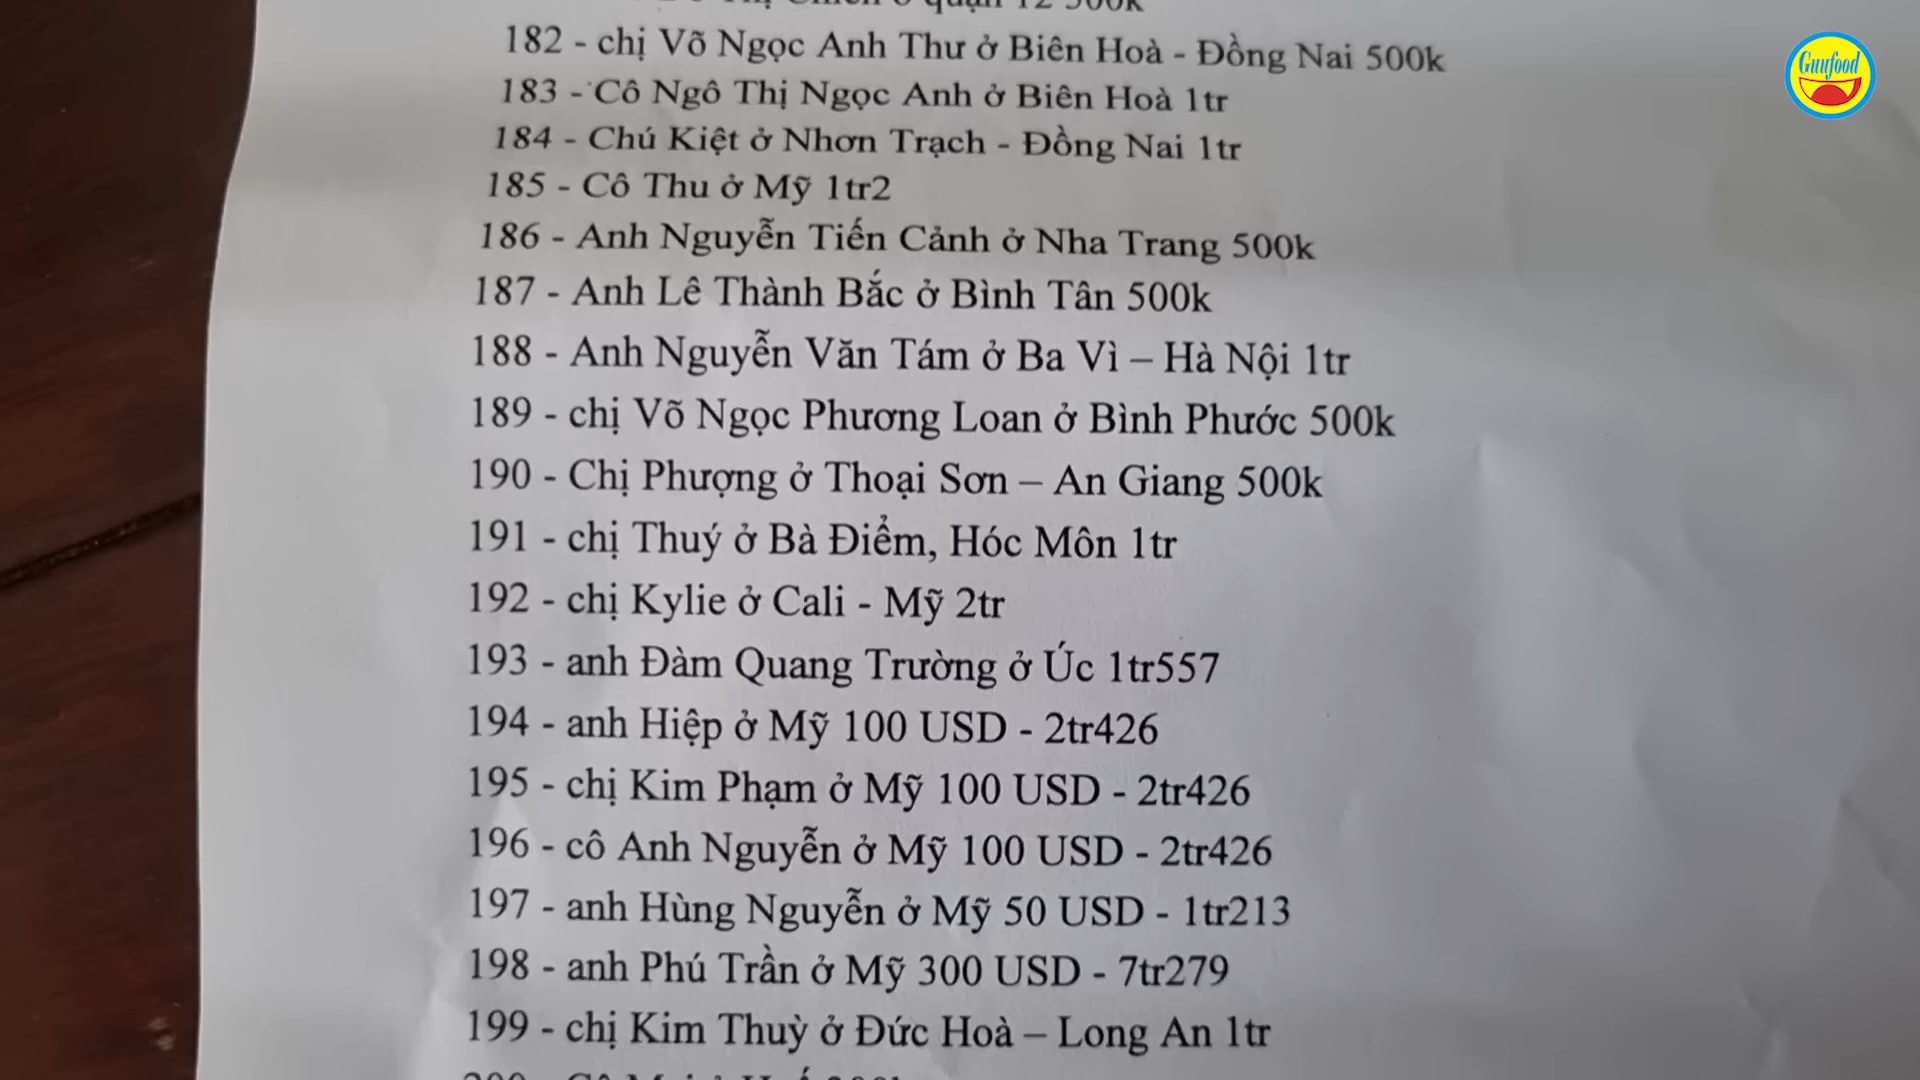 quận 12 500k
182 - chị Võ Ngọc Anh Thư ở Biên Hoà - Đồng Nai 500k
Guufood
183 - Cô Ngô Thị Ngọc Anh ở Biên Hoà 1tr
184 - Chú Kiệt ở Nhơn Trạch - Đồng Nai 1tr
185 - Cô Thu ở Mỹ 1tr2
186 - Anh Nguyễn Tiến Cảnh ở Nha Trang 500k
187 - Anh Lê Thành Bắc ở Bình Tân 500k
188 - Anh Nguyễn Văn Tám ở Ba Vì – Hà Nội 1tr
189 - chị Võ Ngọc Phương Loan ở Bình Phước 500k
190 - Chị Phượng ở Thoại Sơn – An Giang 500k
191 - chị Thuý ở Bà Điểm, Hóc Môn 1tr
192 - chị Kylie ở Cali - Mỹ 2tr
193 - anh Đàm Quang Trường ở Úc 1tr557
194 - anh Hiệp ở Mỹ 100 USD - 2tr426
195 - chị Kim Phạm ở Mỹ 100 USD - 2tr426
196 - cô Anh Nguyễn ở Mỹ 100 USD - 2tr426
197 - anh Hùng Nguyễn ở Mỹ 50 USD - 1tr213
198 - anh Phú Trần ở Mỹ 300 USD - 7tr279
199 - chị Kim Thuỳ ở Đức Hoà – Long An 1tr